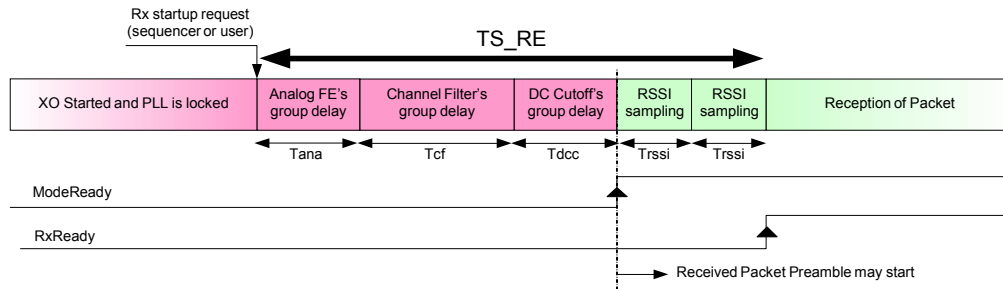 Rx startup request
(sequencer or user)
TS_RE
XO Started and PLL is locked
Analog FE's
group delay
Channel Filter's
group delay
DC Cutoff's
group delay
RSSI
sampling
RSSI
sampling
Reception of Packet
Tana
Tcf
Tdcc
Trssi
Trssi
ModeReady
RxReady
Received Packet Preamble may start